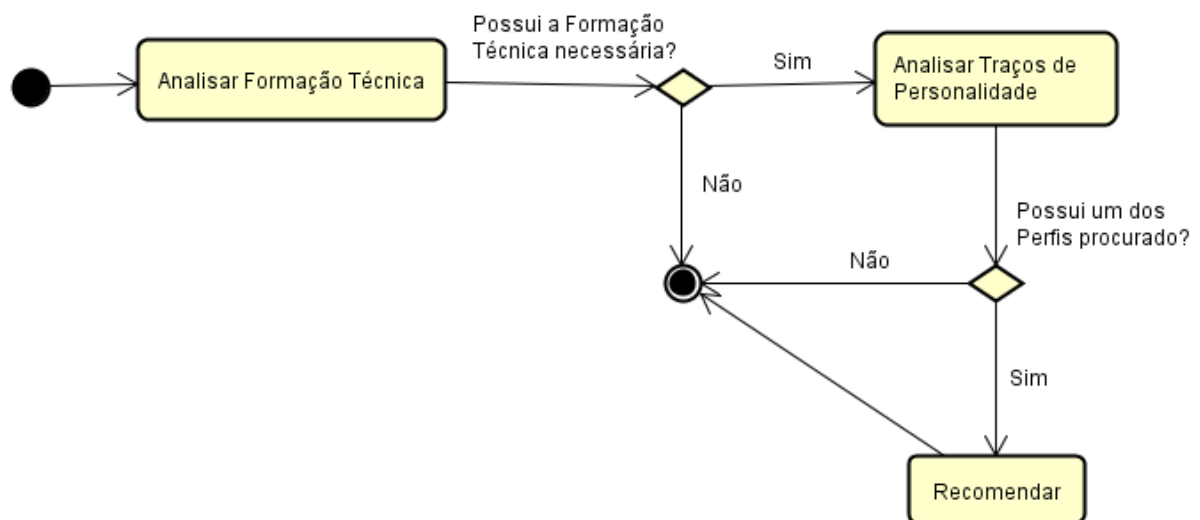 Possui a Formação
Técnica necessária?
Analisar Formação Técnica
Sim
Analisar Traços de
Personalidade
Não
Possui um dos
Perfis procurado?
Não
Sim
Recomendar